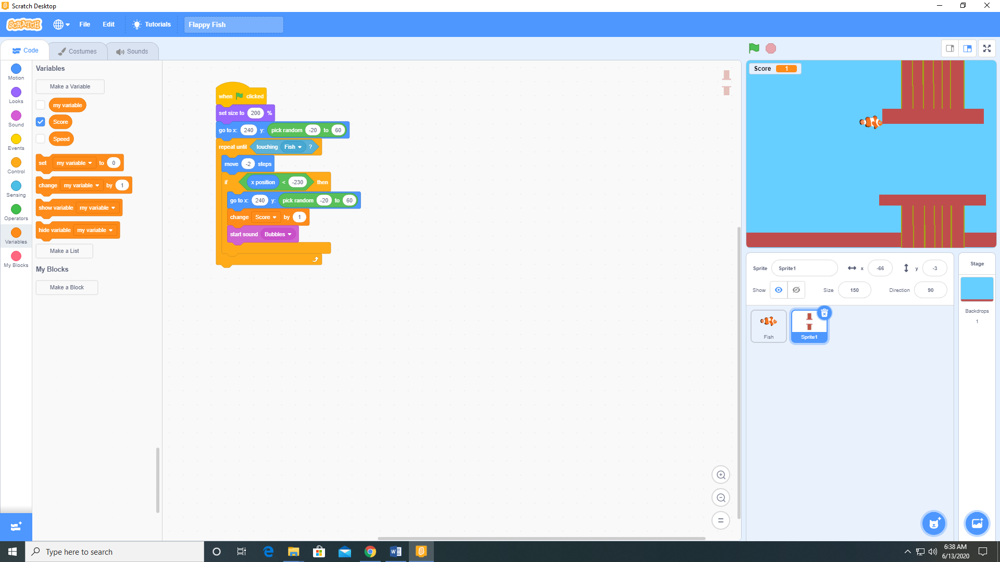 Scratch Desktop
SCRATCH File Edit Tutorials Flappy Fish
Code Costumes Sounds
Motion
Looks
Sound
Events
Control
Sensing
Operators
Variables
My Blocks
Variables
Make a Variable
my variable
Score
Speed
set my variable to 0
change my variable by 1
show variable my variable
hide variable my variable
Make a List
My Blocks
Make a Block
when clicked
set size to 200 %
go to x: 240 y: pick random -20 to 60
repeat until touching Fish ?
move -2 steps
if x position < -230 then
go to x: 240 y: pick random -20 to 60
change Score by 1
start sound Bubbles
Score 1
Sprite Sprite1 x -66 y -3
Show Size 150 Direction 90
Fish
Sprite1
Stage
Backdrops
1
Type here to search
6:38 AM
6/13/2020